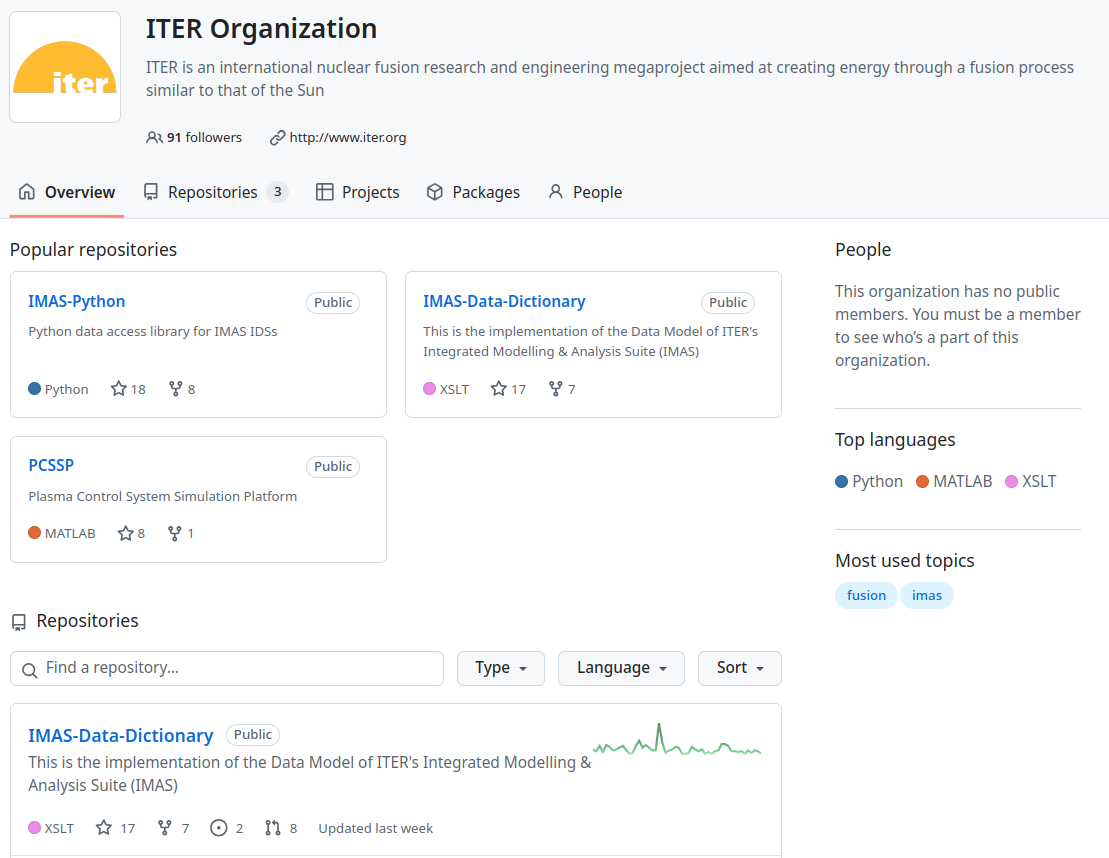 iter
ITER Organization
ITER is an international nuclear fusion research and engineering megaproject aimed at creating energy through a fusion process
similar to that of the Sun
91 followers http://www.iter.org
Overview Repositories 3 Projects Packages People
Popular repositories
IMAS-Python Public
Python data access library for IMAS IDSs
Python 18 8
IMAS-Data-Dictionary Public
This is the implementation of the Data Model of ITER's
Integrated Modelling & Analysis Suite (IMAS)
XSLT 17 7
PCSSP Public
Plasma Control System Simulation Platform
MATLAB 8 1
Repositories
Find a repository...
Type Language Sort
IMAS-Data-Dictionary Public
This is the implementation of the Data Model of ITER's Integrated Modelling &
Analysis Suite (IMAS)
XSLT 17 7 2 8 Updated last week
People
This organization has no public
members. You must be a member
to see who’s a part of this
organization.
Top languages
Python MATLAB XSLT
Most used topics
fusion imas